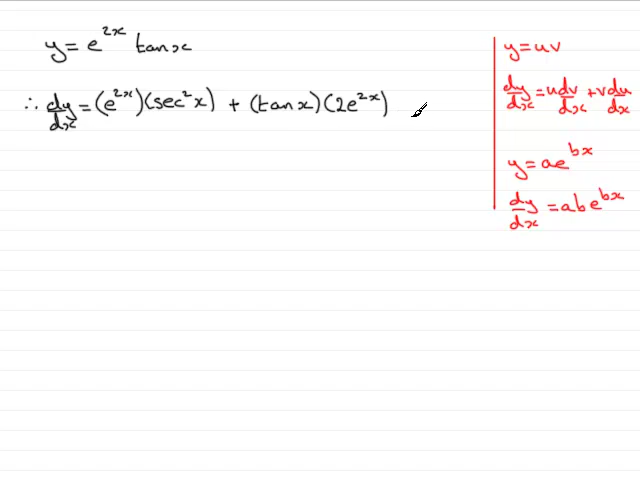 y = e^{2x} tan x
∴ dy/dx = (e^{2x})(sec² x) + (tan x)(2e^{2x})
y = uv
dy/dx = u dv/dx + v du/dx
y = ae^{bx}
dy/dx = abe^{bx}